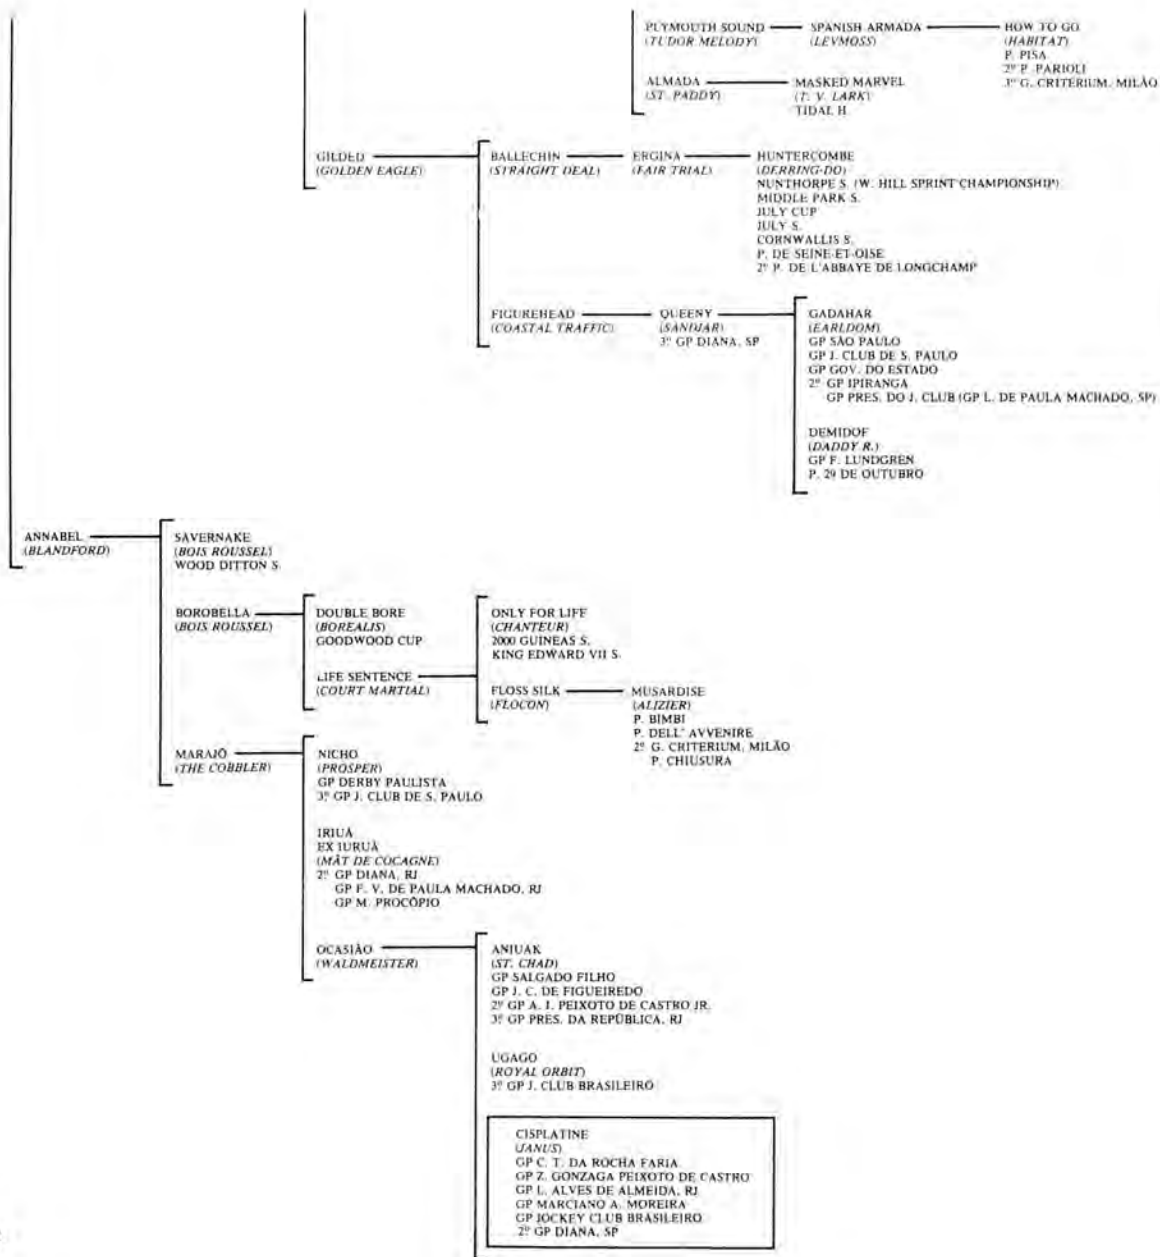 PLYMOUTH SOUND
(TUDOR MELODY)
SPANISH ARMADA
(LEVMOSS)
HOW TO GO
(HABITAT)
P. PISA
2º P. PARIOLI
3º G. CRITERIUM, MILÃO
ALMADA
(ST. PADDY)
MASKED MARVEL
(T. V. LARK)
TIDAL H.
GILDED
(GOLDEN EAGLE)
BALLECHIN
(STRAIGHT DEAL)
ERGINA
(FAIR TRIAL)
HUNTERCOMBE
(DERRING-DO)
NUNTHORPE S. (W. HILL SPRINT CHAMPIONSHIP)
MIDDLE PARK S.
JULY CUP
JULY S.
CORNWALLIS S.
P. DE SEINE-ET-OISE
2º P. DE L'ABBAYE DE LONGCHAMP
FIGUREHEAD
(COASTAL TRAFFIC)
QUEENY
(SANDJAR)
3º GP DIANA, SP
GADAHAR
(EARLDOM)
GP SÃO PAULO
GP J. CLUB DE S. PAULO
GP GOV. DO ESTADO
2º GP IPIRANGA
GP PRES. DO J. CLUB (GP L. DE PAULA MACHADO, SP)
DEMIDOF
(DADDY R.)
GP F. LUNDGREN
P. 29 DE OUTUBRO
ANNABEL
(BLANDFORD)
SAVERNAKE
(BOIS ROUSSEL)
WOOD DITTON S.
BOROBELLA
(BOIS ROUSSEL)
DOUBLE BORE
(BOREALIS)
GOODWOOD CUP
ONLY FOR LIFE
(CHANTEUR)
2000 GUINEAS S.
KING EDWARD VII S.
LIFE SENTENCE
(COURT MARTIAL)
FLOSS SILK
(FLOCON)
MUSARDISE
(ALIZIER)
P. BIMBI
P. DELL' AVVENIRE
2º G. CRITERIUM, MILÃO
P. CHIUSURA
MARAJÓ
(THE COBBLER)
NICHO
(PROSPER)
GP DERBY PAULISTA
3º GP J. CLUB DE S. PAULO
IRIUÁ
EX IURUÁ
(MÂT DE COCAGNE)
2º GP DIANA, RJ
GP F. V. DE PAULA MACHADO, RJ
GP M. PROCÓPIO
OCASIÃO
(WALDMEISTER)
ANIUAK
(ST. CHAD)
GP SALGADO FILHO
GP J. C. DE FIGUEIREDO
2º GP A. J. PEIXOTO DE CASTRO JR.
3º GP PRES. DA REPÚBLICA, RJ
UGAGO
(ROYAL ORBIT)
3º GP J. CLUB BRASILEIRO
CISPLATINE
(JANUS)
GP C. T. DA ROCHA FARIA
GP Z. GONZAGA PEIXOTO DE CASTRO
GP L. ALVES DE ALMEIDA, RJ
GP MARCIANO A. MOREIRA
GP JOCKEY CLUB BRASILEIRO
2º GP DIANA, SP